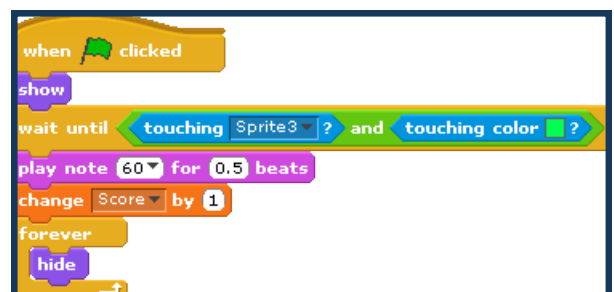 when clicked
show
wait until touching Sprite3 ? and touching color ?
play note 60 for 0.5 beats
change Score by 1
forever
hide